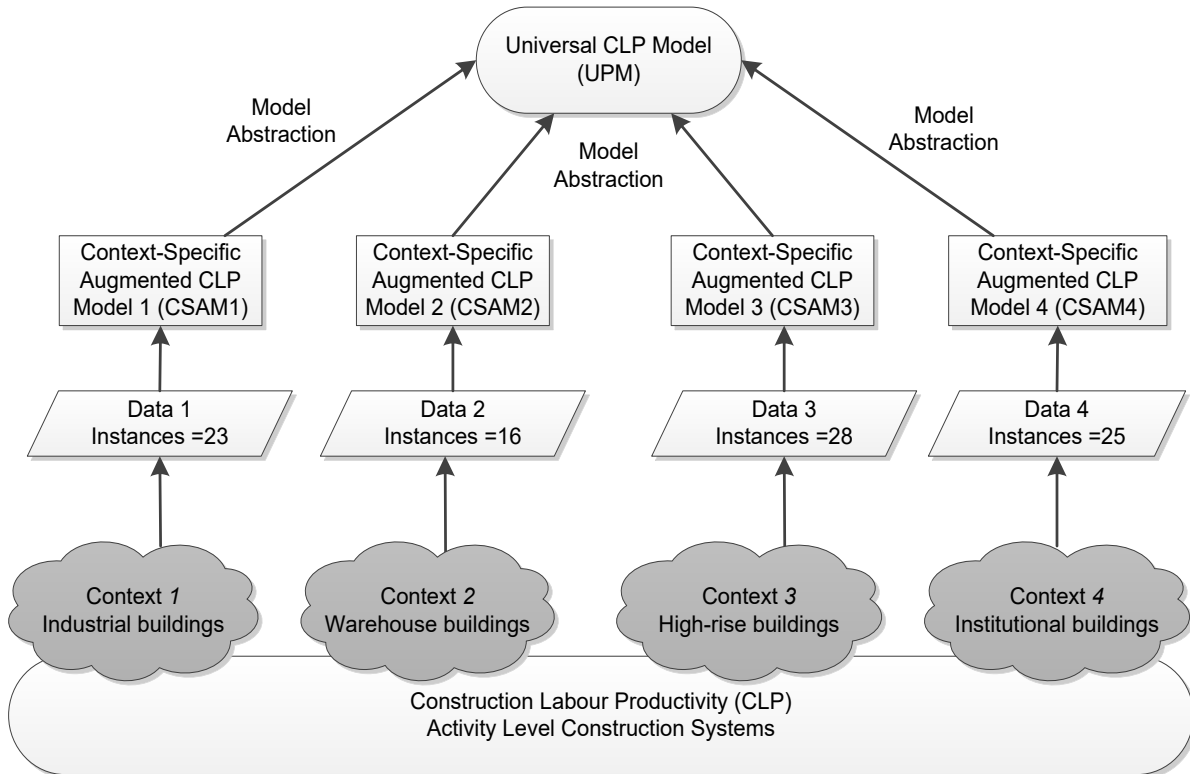 Universal CLP Model
(UPM)
Model
Abstraction
Model
Abstraction
Model
Abstraction
Context-Specific
Augmented CLP
Model 1 (CSAM1)
Context-Specific
Augmented CLP
Model 2 (CSAM2)
Context-Specific
Augmented CLP
Model 3 (CSAM3)
Context-Specific
Augmented CLP
Model 4 (CSAM4)
Data 1
Instances =23
Data 2
Instances =16
Data 3
Instances =28
Data 4
Instances =25
Context 1
Industrial buildings
Context 2
Warehouse buildings
Context 3
High-rise buildings
Context 4
Institutional buildings
Construction Labour Productivity (CLP)
Activity Level Construction Systems